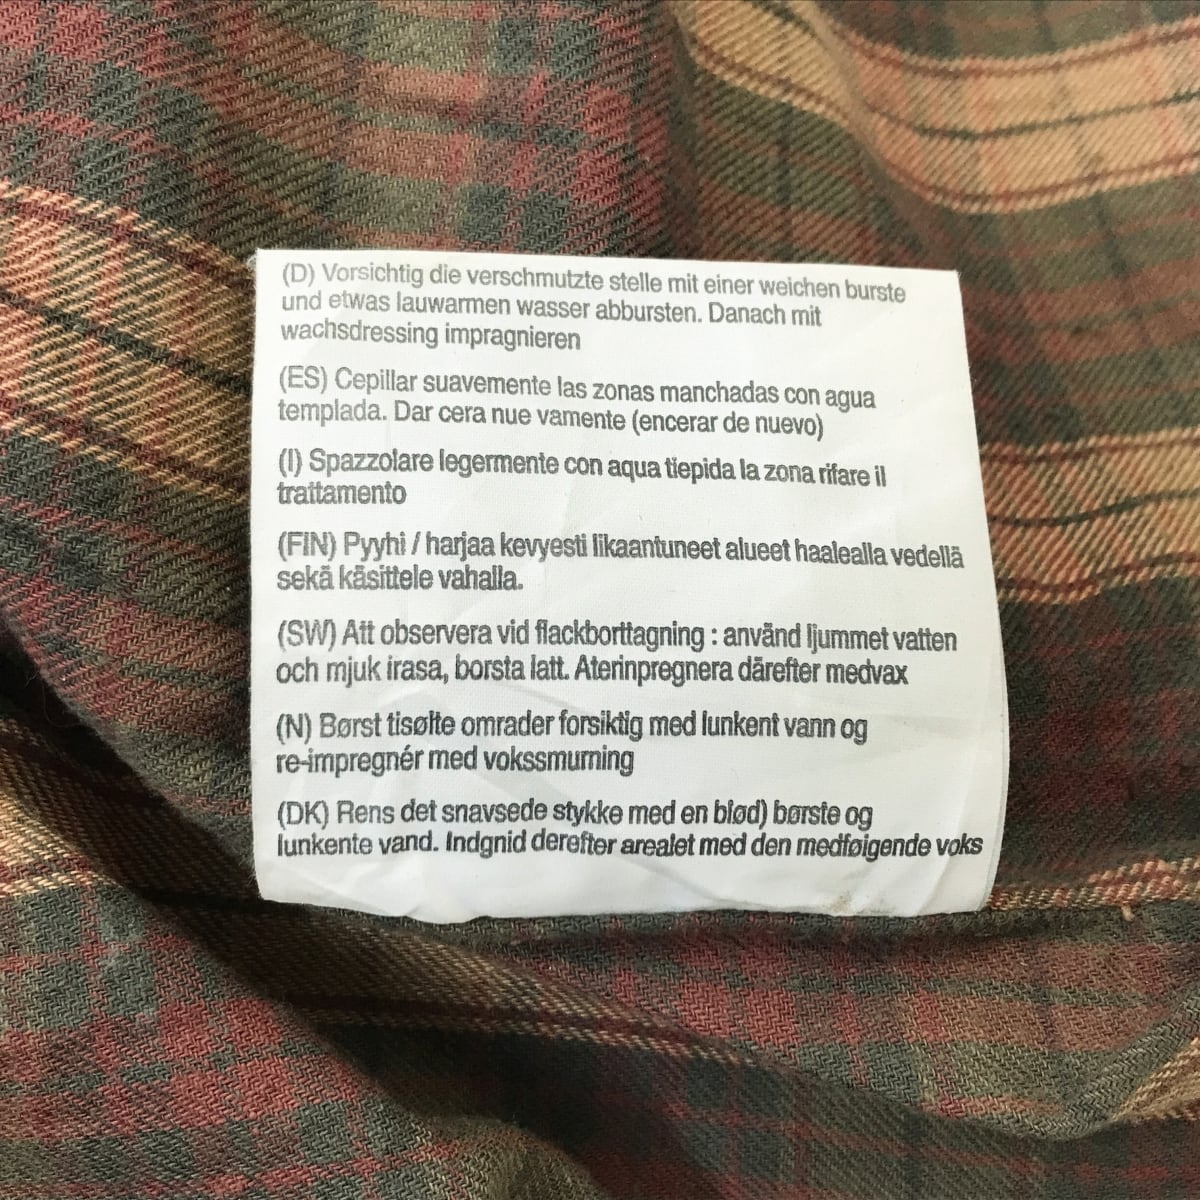 (D) Vorsichtig die verschmutzte stelle mit einer weichen burste
und etwas lauwarmen wasser abbursten. Danach mit
wachsdressing impragnieren
(ES) Cepillar suavemente las zonas manchadas con agua
templada. Dar cera nue vamente (encerar de nuevo)
(I) Spazzolare legermente con aqua tiepida la zona rifare il
trattamento
(FIN) Pyyhi / harjaa kevyesti likaantuneet alueet haalealla vedellä
sekä käsittele vahalla.
(SW) Att observera vid flackborttagning : använd ljummet vatten
och mjuk irasa, borsta latt. Aterinpregnera därefter medvax
(N) Børst tisølte omrader forsiktig med lunkent vann og
re-impregnér med vokssmurning
(DK) Rens det snavsede stykke med en blød) børste og
lunkente vand. Indgnid derefter arealet med den medføigende voks